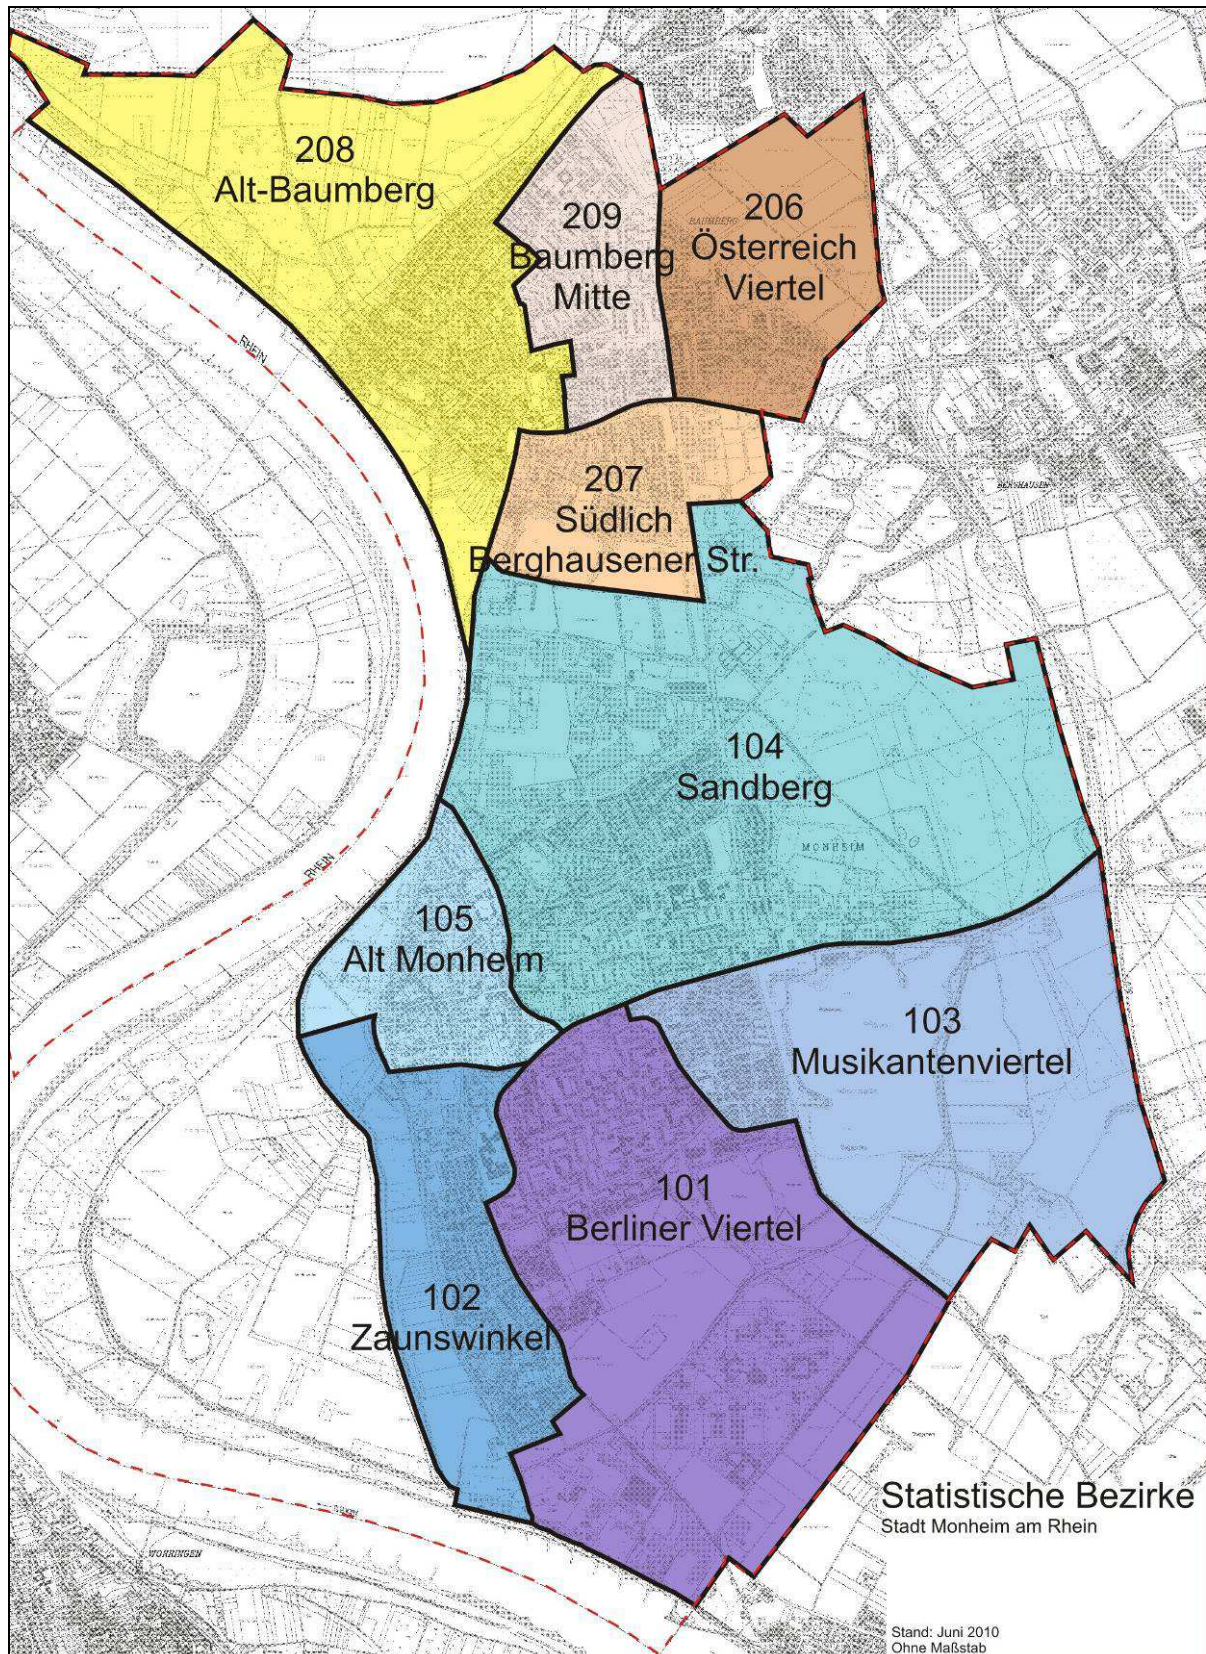 208
Alt-Baumberg
209
Baumberg
Mitte
BAUMBERG
206
Österreich
Viertel
RHEIN
207
Südlich
Berghausener Str.
BERGHAUSEN
104
Sandberg
MONHEIM
RHEIN
105
Alt Monheim
103
Musikantenviertel
101
Berliner Viertel
102
Zaunswinkel
WORRINGEN
Statistische Bezirke
Stadt Monheim am Rhein
Stand: Juni 2010
Ohne Maßstab